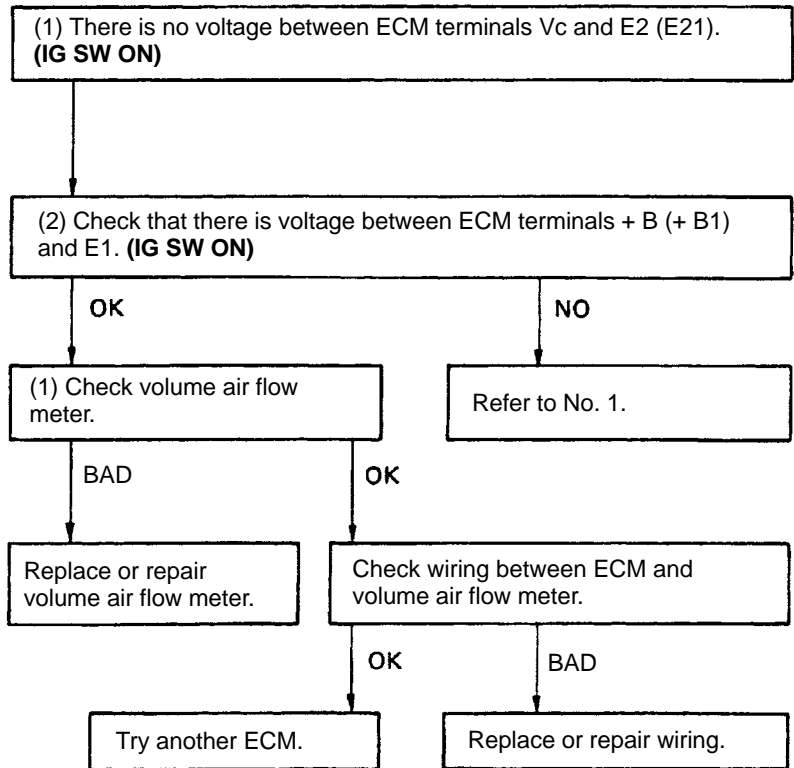 (1) There is no voltage between ECM terminals Vc and E2 (E21).
(IG SW ON)
(2) Check that there is voltage between ECM terminals + B (+ B1)
and E1. (IG SW ON)
OK
NO
(1) Check volume air flow
meter.
Refer to No. 1.
BAD
OK
Replace or repair
volume air flow meter.
Check wiring between ECM and
volume air flow meter.
OK
BAD
Try another ECM.
Replace or repair wiring.